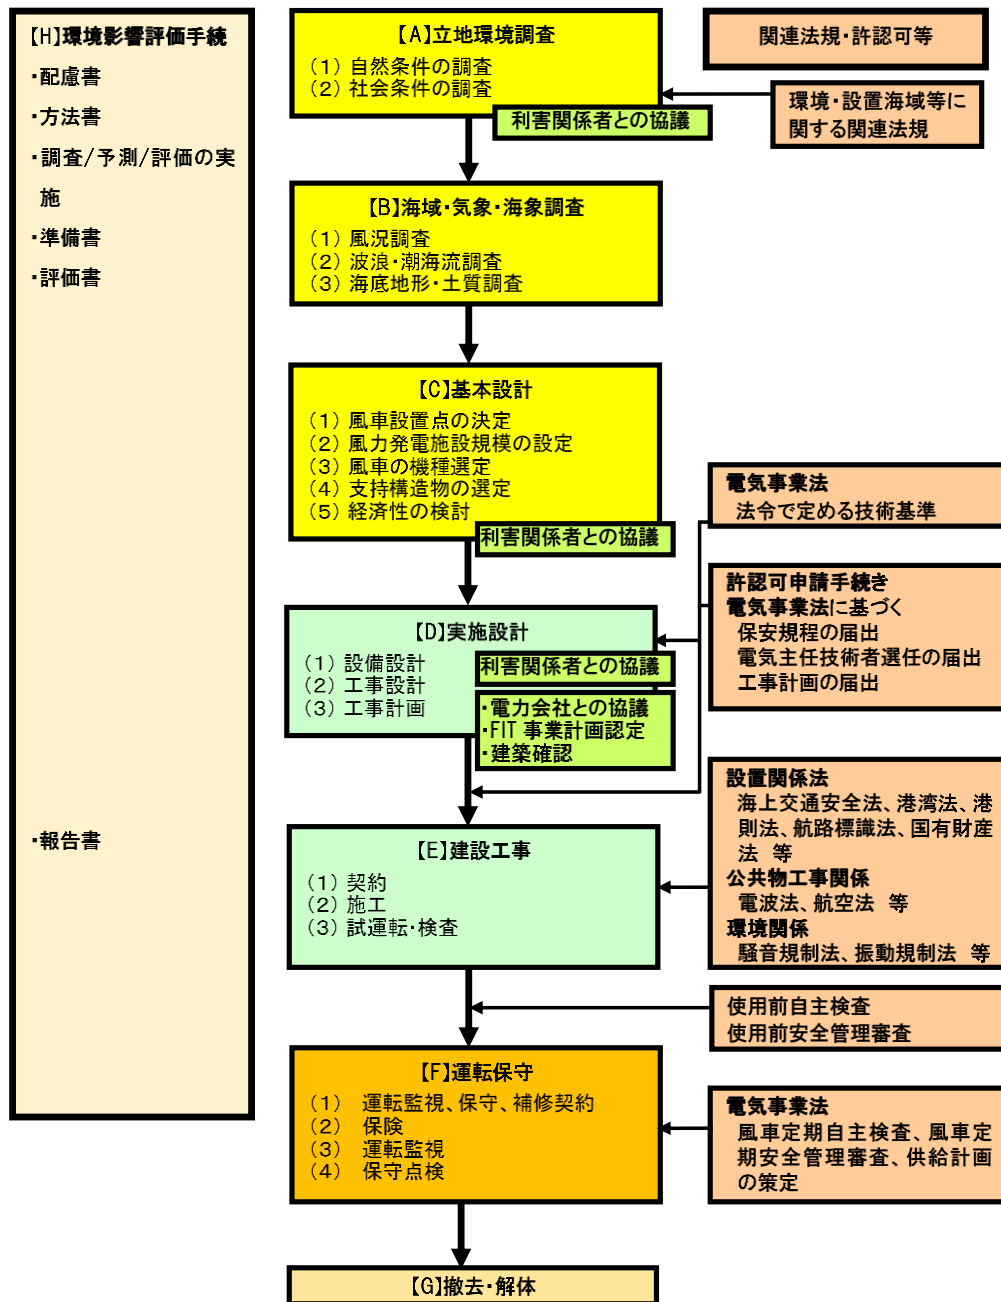 【H】環境影響評価手続
・配慮書
・方法書
・調査/予測/評価の実
施
・準備書
・評価書
・報告書
【A】立地環境調査
(1) 自然条件の調査
(2) 社会条件の調査
利害関係者との協議
【B】海域・気象・海象調査
(1) 風況調査
(2) 波浪・潮海流調査
(3) 海底地形・土質調査
【C】基本設計
(1) 風車設置点の決定
(2) 風力発電施設規模の設定
(3) 風車の機種選定
(4) 支持構造物の選定
(5) 経済性の検討
利害関係者との協議
【D】実施設計
(1) 設備設計
(2) 工事設計
(3) 工事計画
利害関係者との協議
・電力会社との協議
・FIT 事業計画認定
・建築確認
【E】建設工事
(1) 契約
(2) 施工
(3) 試運転・検査
【F】運転保守
(1) 運転監視、保守、補修契約
(2) 保険
(3) 運転監視
(4) 保守点検
【G】撤去・解体
関連法規・許認可等
環境・設置海域等に
関する関連法規
電気事業法
法令で定める技術基準
許認可申請手続き
電気事業法に基づく
保安規程の届出
電気主任技術者選任の届出
工事計画の届出
設置関係法
海上交通安全法、港湾法、港
則法、航路標識法、国有財産
法 等
公共物工事関係
電波法、航空法 等
環境関係
騒音規制法、振動規制法 等
使用前自主検査
使用前安全管理審査
電気事業法
風車定期自主検査、風車定
期安全管理審査、供給計画
の策定